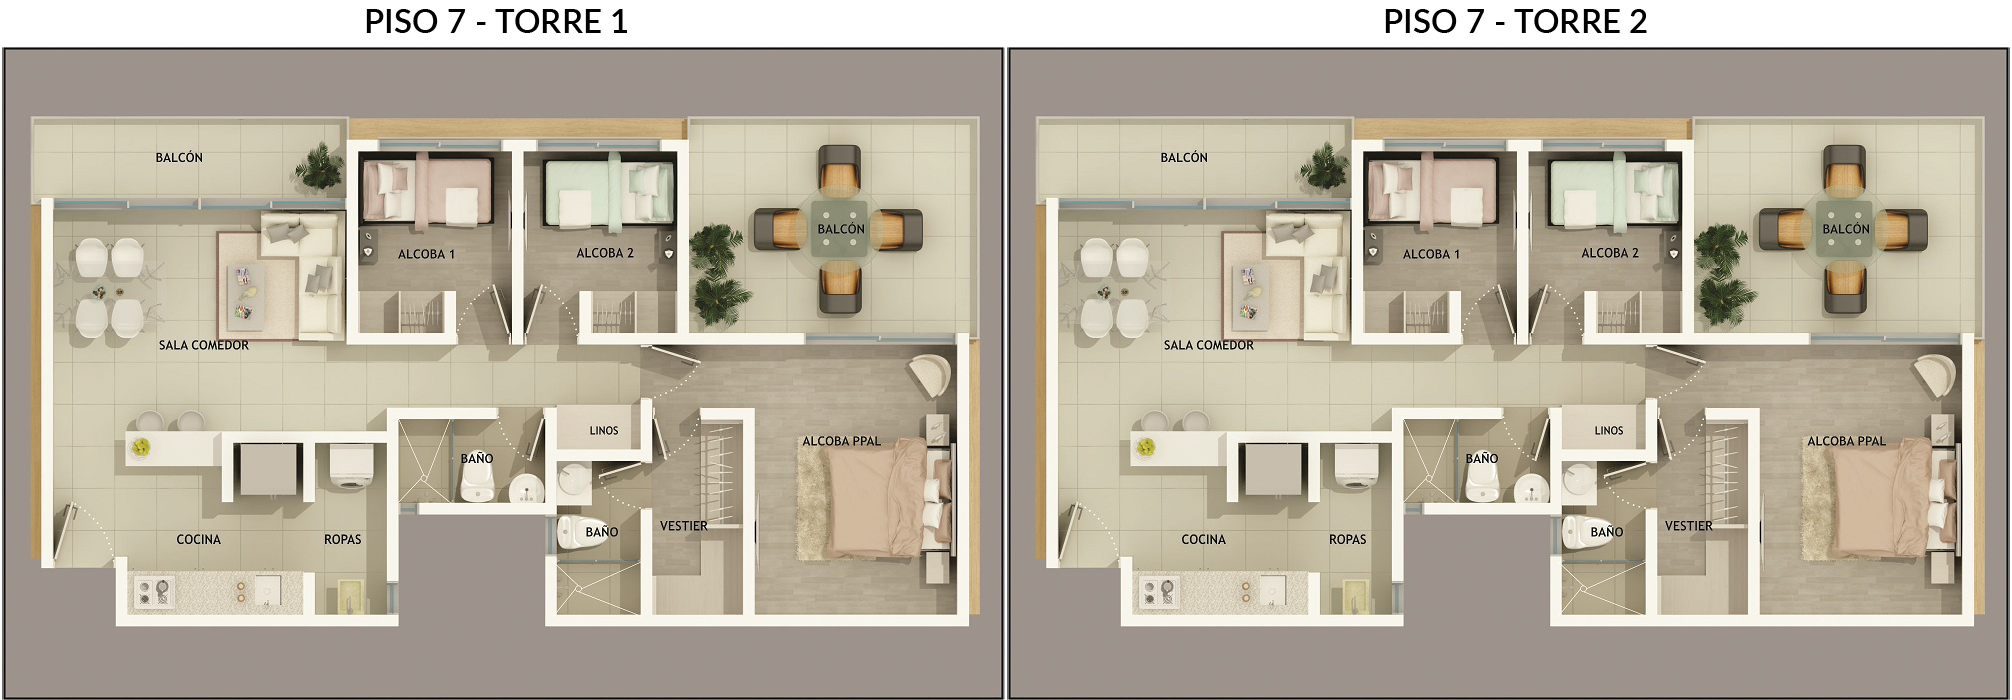 PISO 7 - TORRE 1
BALCÓN
ALCOBA 1
ALCOBA 2
BALCÓN
SALA COMEDOR
LINOS
ALCOBA PPAL
BAÑO
VESTIER
BAÑO
COCINA
ROPAS
PISO 7 - TORRE 2
BALCÓN
ALCOBA 1
ALCOBA 2
BALCÓN
SALA COMEDOR
LINOS
ALCOBA PPAL
BAÑO
VESTIER
BAÑO
COCINA
ROPAS